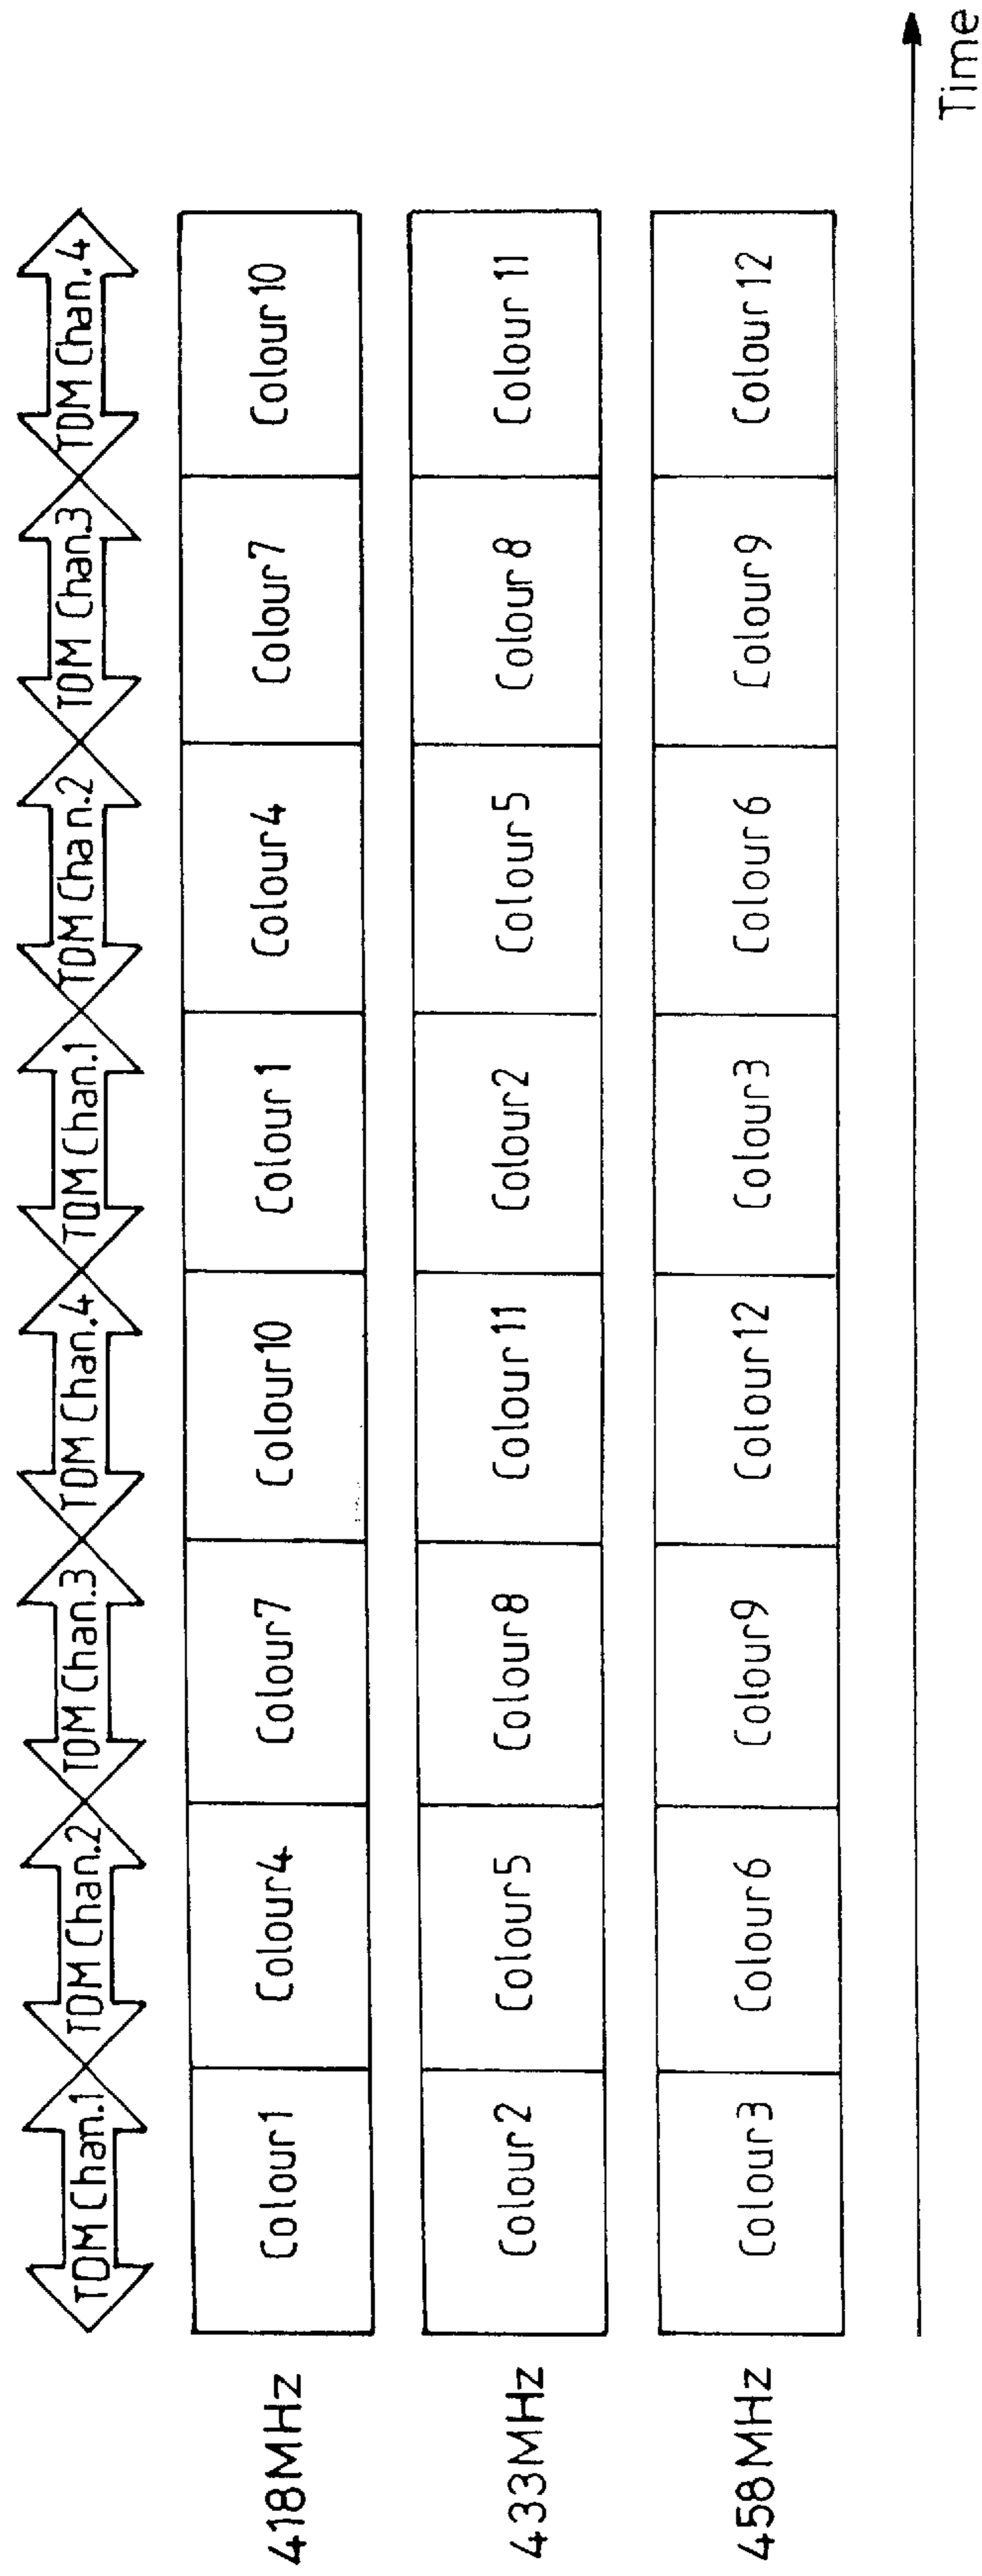 TDM Chan.1 TDM Chan.2 TDM Chan.3 TDM Chan.4 TDM Chan.1 TDM Chan.2 TDM Chan.3 TDM Chan.4
418MHz Colour1 Colour4 Colour7 Colour10 Colour1 Colour4 Colour7 Colour10
433MHz Colour2 Colour5 Colour8 Colour11 Colour2 Colour5 Colour8 Colour11
458MHz Colour3 Colour6 Colour9 Colour12 Colour3 Colour6 Colour9 Colour12
Time